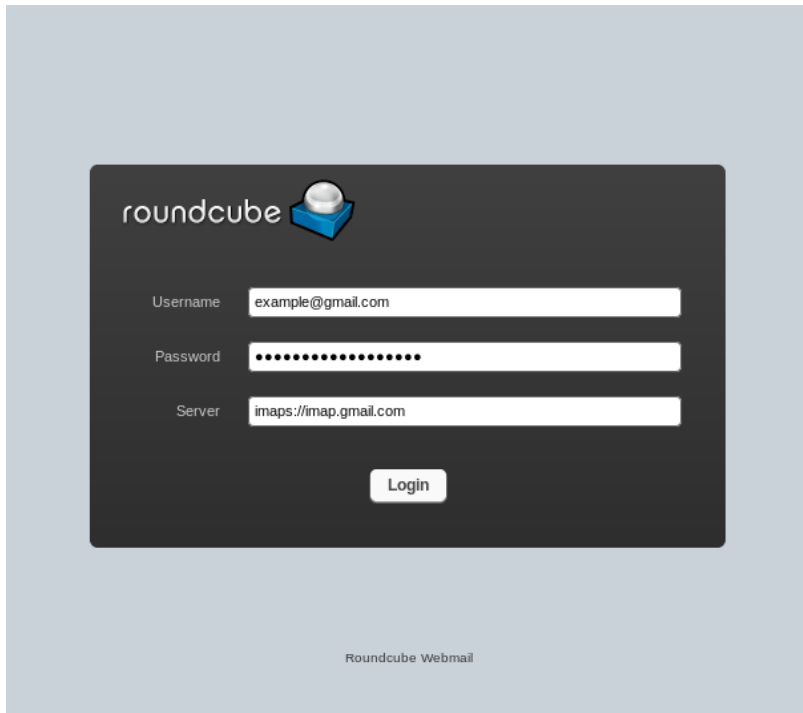 roundcube
Username example@gmail.com
Password ••••••••••••••••••
Server imaps://imap.gmail.com
Login
Roundcube Webmail